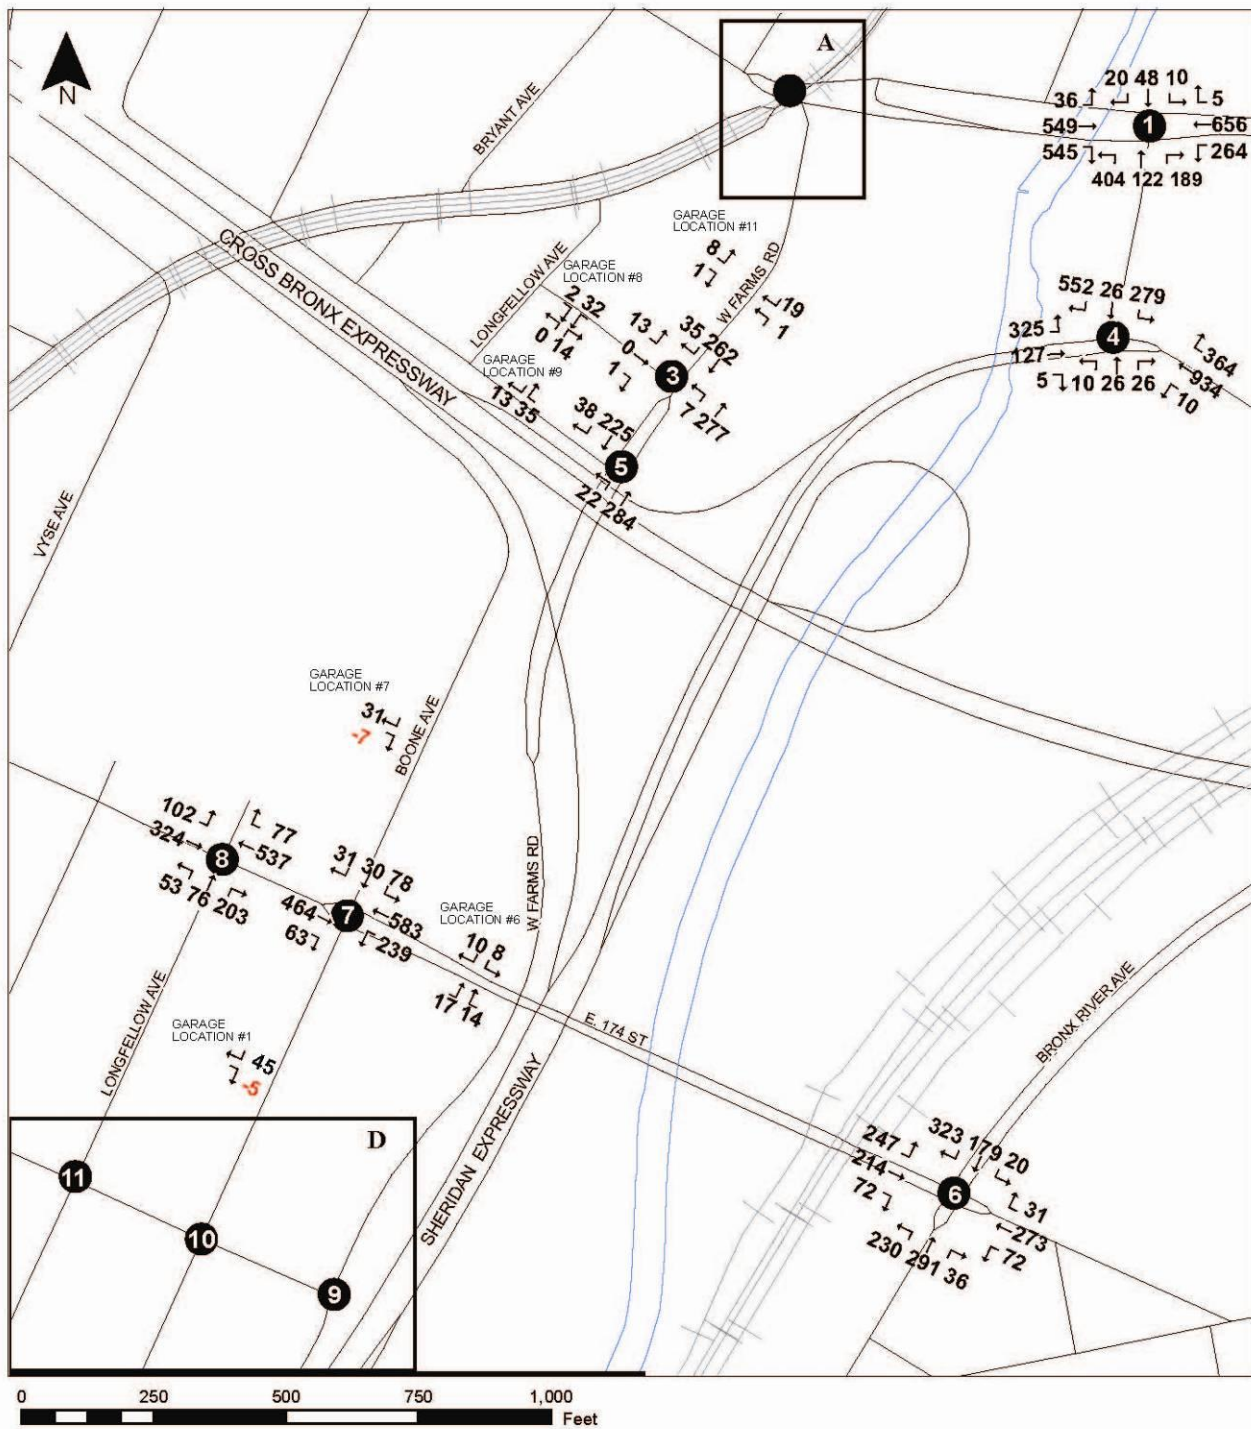 N
A
BRYANT AVE
20 48 10
36
5
549
1
656
545
264
404 122 189
CROSS BRONX EXPRESSWAY
GARAGE
LOCATION #11
8
1
W FARMS RD
19
1
LONGFELLOW AVE
GARAGE
LOCATION #8
2 32
0 14
13
0
1
35 262
3
7 277
552 26 279
325
4
364
127
934
5
10 26 26
10
GARAGE
LOCATION #9
13 35
38 225
5
22 284
VYSE AVE
GARAGE
LOCATION #7
31
-7
BOONE AVE
102
77
324
8
537
53 76 203
31 30 78
464
7
583
63
239
GARAGE
LOCATION #6
10 8
17 14
W FARMS RD
E. 174 ST
BRONX RIVER AVE
LONGFELLOW AVE
GARAGE
LOCATION #1
45
-5
SHERIDAN EXPRESSWAY
247
323 179 20
214
6
31
72
273
230 291 36
72
D
11
10
9
0 250 500 750 1,000
Feet